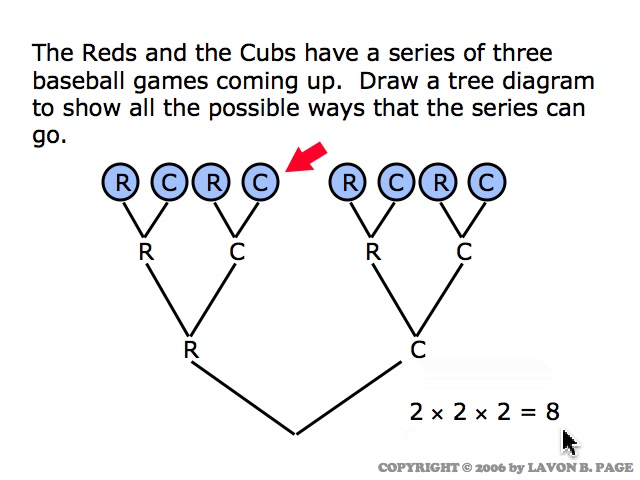 The Reds and the Cubs have a series of three
baseball games coming up.  Draw a tree diagram
to show all the possible ways that the series can
go.
R C R C R C R C
R C R C
R C
2 × 2 × 2 = 8
COPYRIGHT © 2006 by LAVON B. PAGE